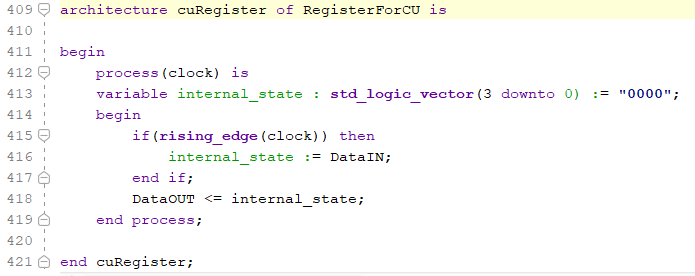 409 architecture cuRegister of RegisterForCU is
410
411 begin
412 process(clock) is
413 variable internal_state : std_logic_vector(3 downto 0) := "0000";
414 begin
415 if(rising_edge(clock)) then
416 internal_state := DataIN;
417 end if;
418 DataOUT <= internal_state;
419 end process;
420
421 end cuRegister;